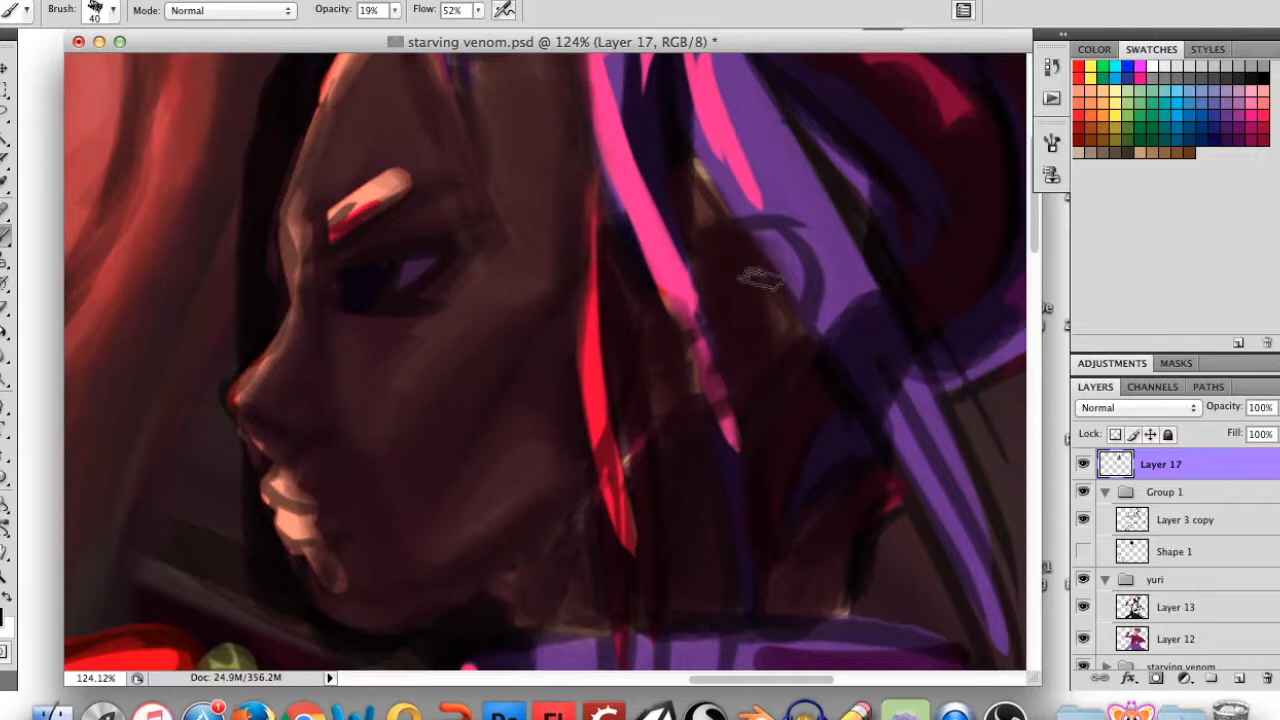 Brush: 40 Mode: Normal Opacity: 19% Flow: 52%
starving venom.psd @ 124% (Layer 17, RGB/8) *
COLOR SWATCHES STYLES
ADJUSTMENTS MASKS
LAYERS CHANNELS PATHS
Normal Opacity: 100%
Lock: Fill: 100%
Layer 17
Group 1
Layer 3 copy
Shape 1
yuri
Layer 13
Layer 12
starving venom
124.12% Doc: 24.9M/356.2M